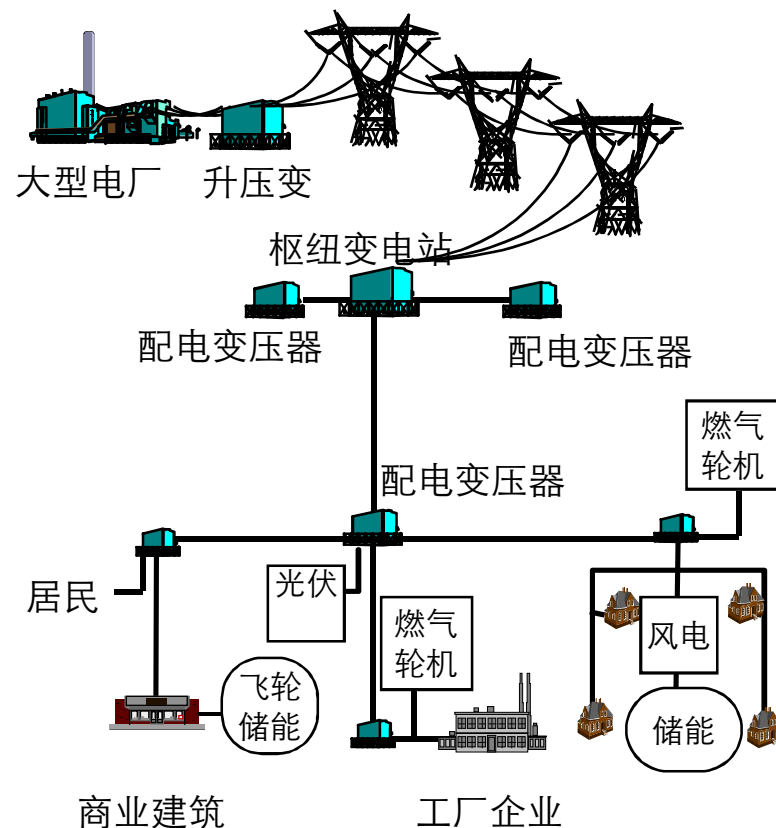 大型电厂
升压变
枢纽变电站
配电变压器
配电变压器
燃气
轮机
配电变压器
居民
光伏
燃气
轮机
风电
飞轮
储能
储能
商业建筑
工厂企业